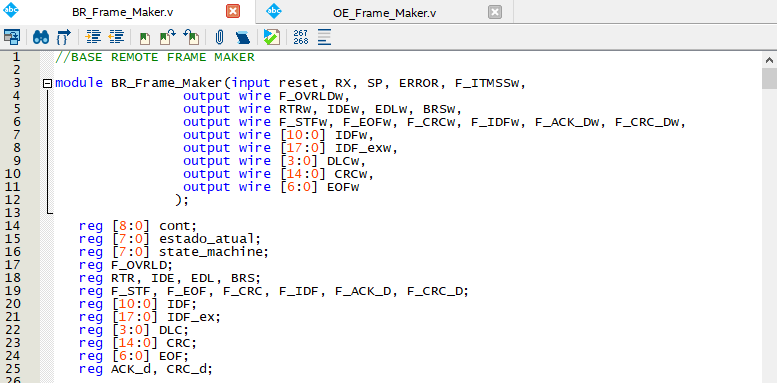 BR_Frame_Maker.v OE_Frame_Maker.v
267
268
1 //BASE REMOTE FRAME MAKER
2
3 module BR_Frame_Maker(input reset, RX, SP, ERROR, F_ITMSSw,
4 output wire F_OVRLDw,
5 output wire RTRw, IDEw, EDLw, BRSw,
6 output wire F_STFw, F_EOFw, F_CRCw, F_IDFw, F_ACK_Dw, F_CRC_Dw,
7 output wire [10:0] IDFw,
8 output wire [17:0] IDF_exw,
9 output wire [3:0] DLCw,
10 output wire [14:0] CRCw,
11 output wire [6:0] EOFw
12 );
13
14 reg [8:0] cont;
15 reg [7:0] estado_atual;
16 reg [7:0] state_machine;
17 reg F_OVRLD;
18 reg RTR, IDE, EDL, BRS;
19 reg F_STF, F_EOF, F_CRC, F_IDF, F_ACK_D, F_CRC_D;
20 reg [10:0] IDF;
21 reg [17:0] IDF_ex;
22 reg [3:0] DLC;
23 reg [14:0] CRC;
24 reg [6:0] EOF;
25 reg ACK_d, CRC_d;
26